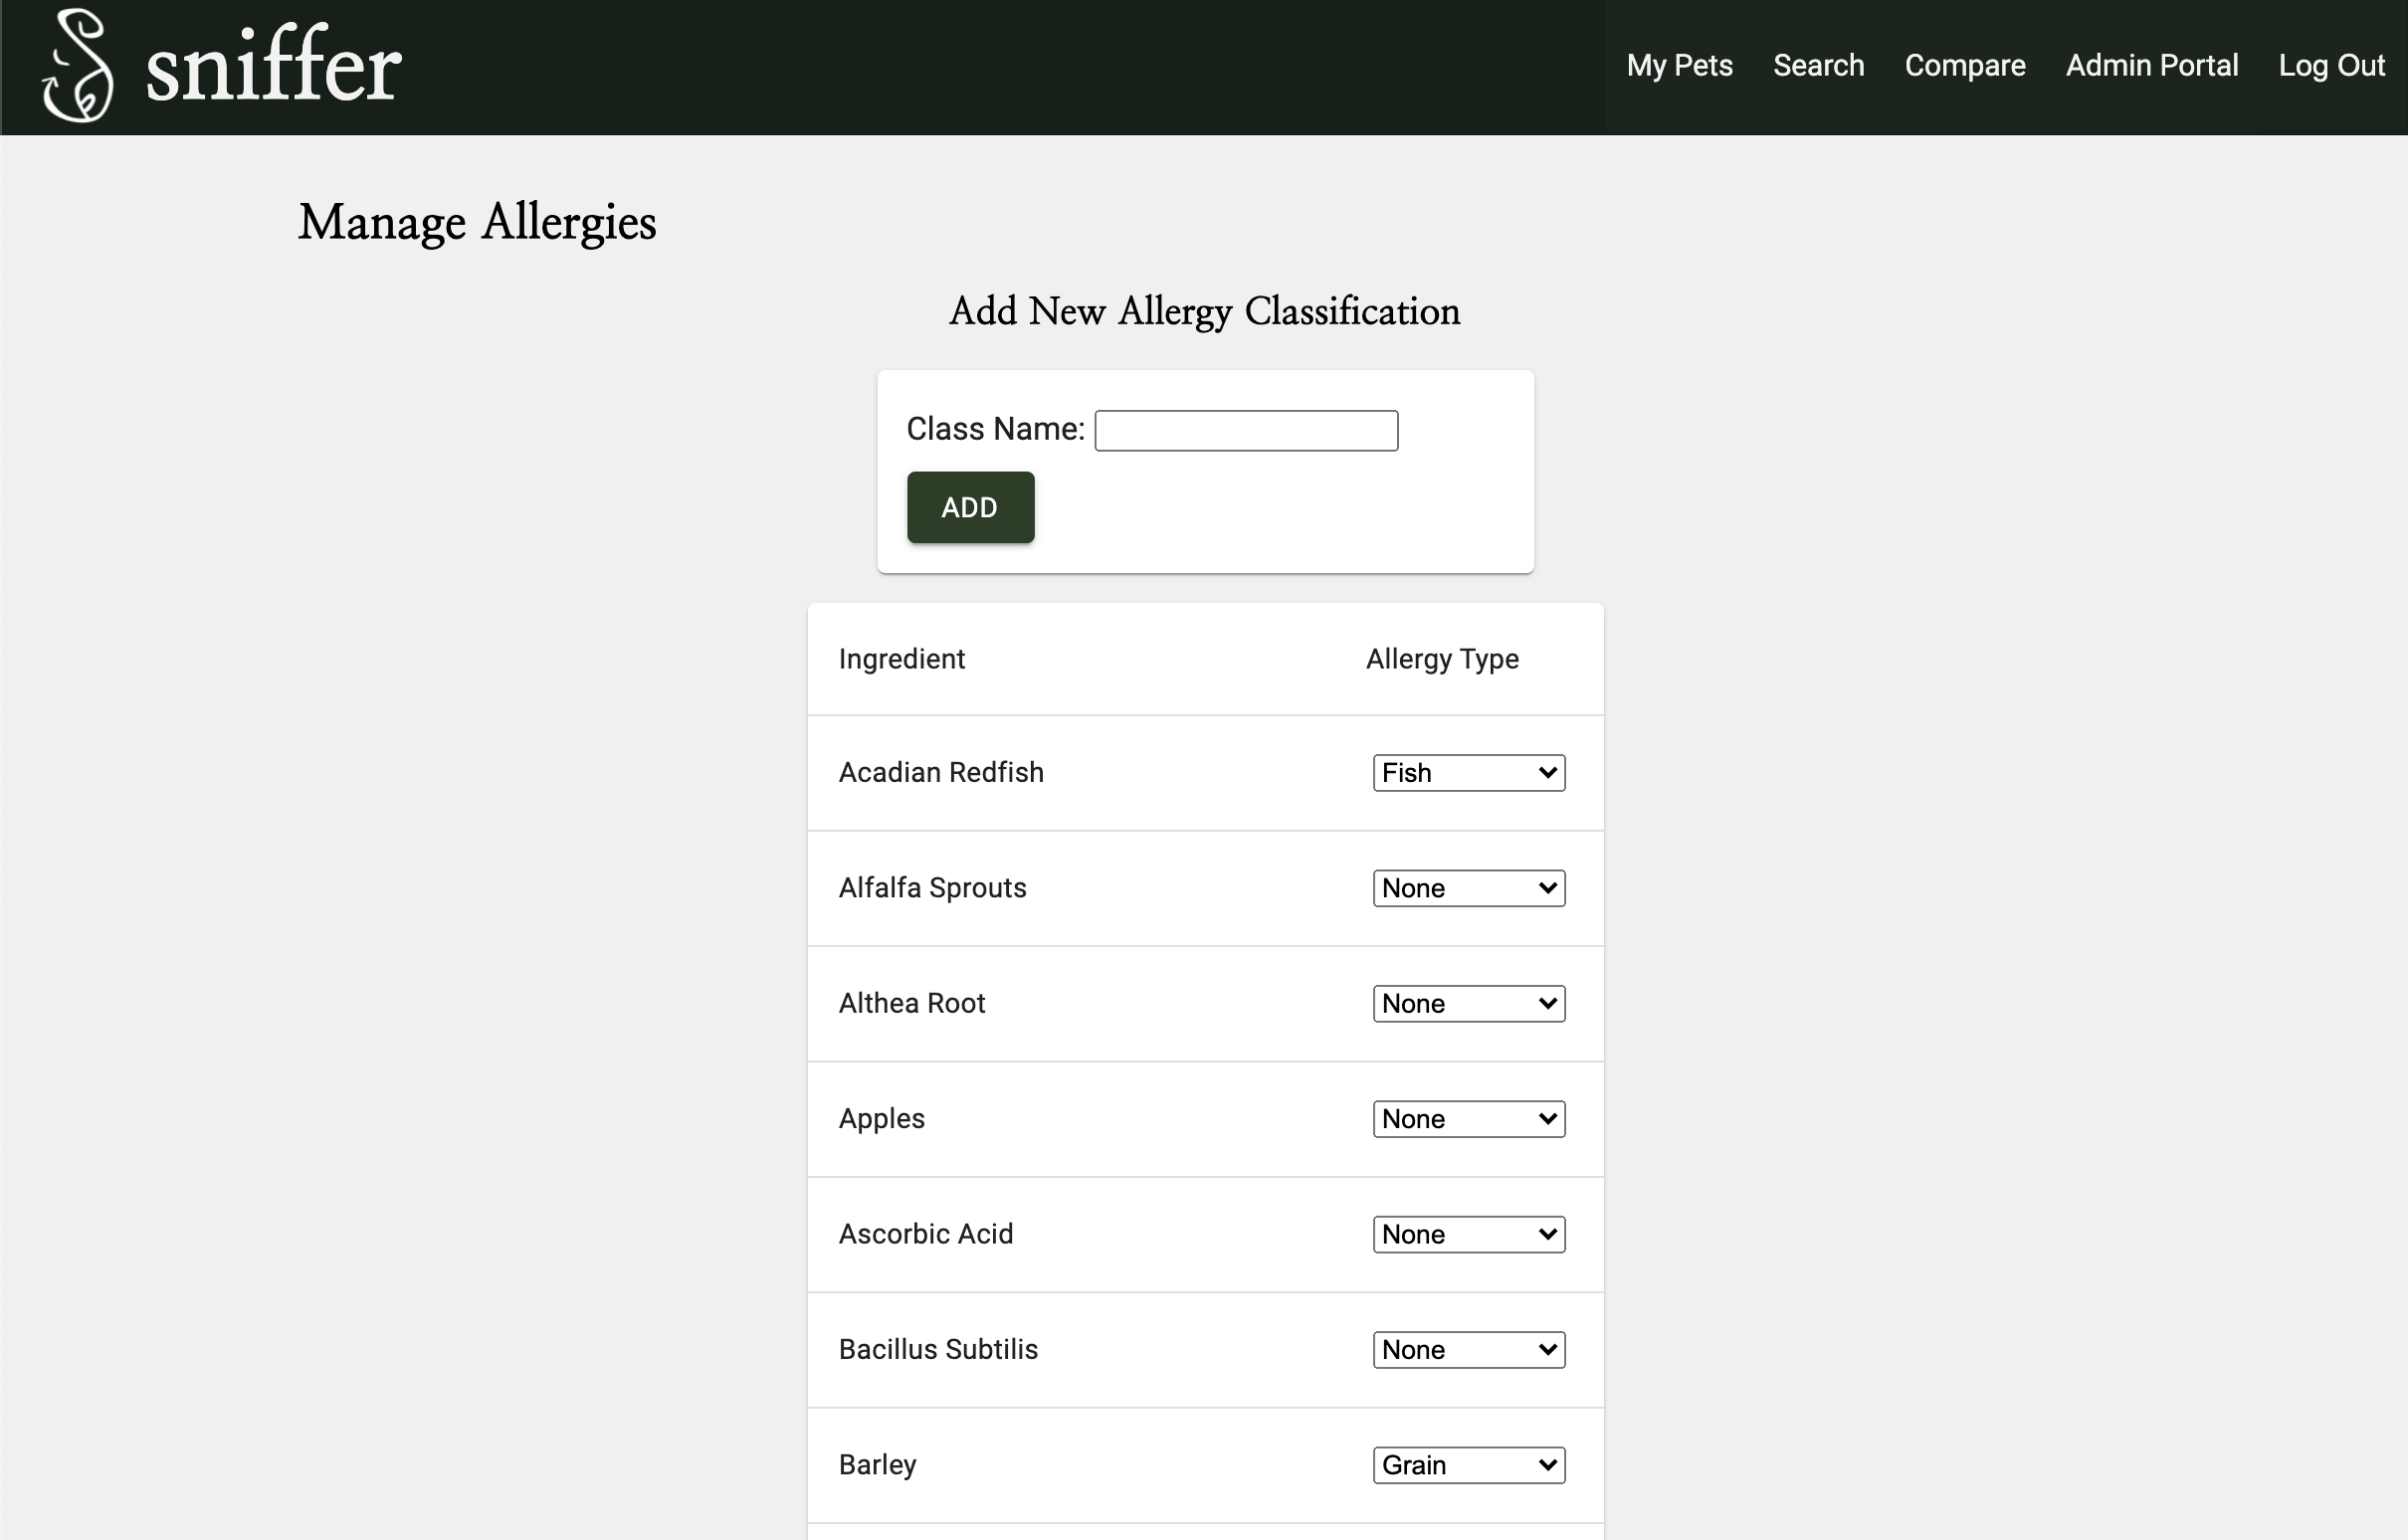 sniffer
My Pets Search Compare Admin Portal Log Out
Manage Allergies
Add New Allergy Classification
Class Name:
ADD
Ingredient Allergy Type
Acadian Redfish Fish
Alfalfa Sprouts None
Althea Root None
Apples None
Ascorbic Acid None
Bacillus Subtilis None
Barley Grain